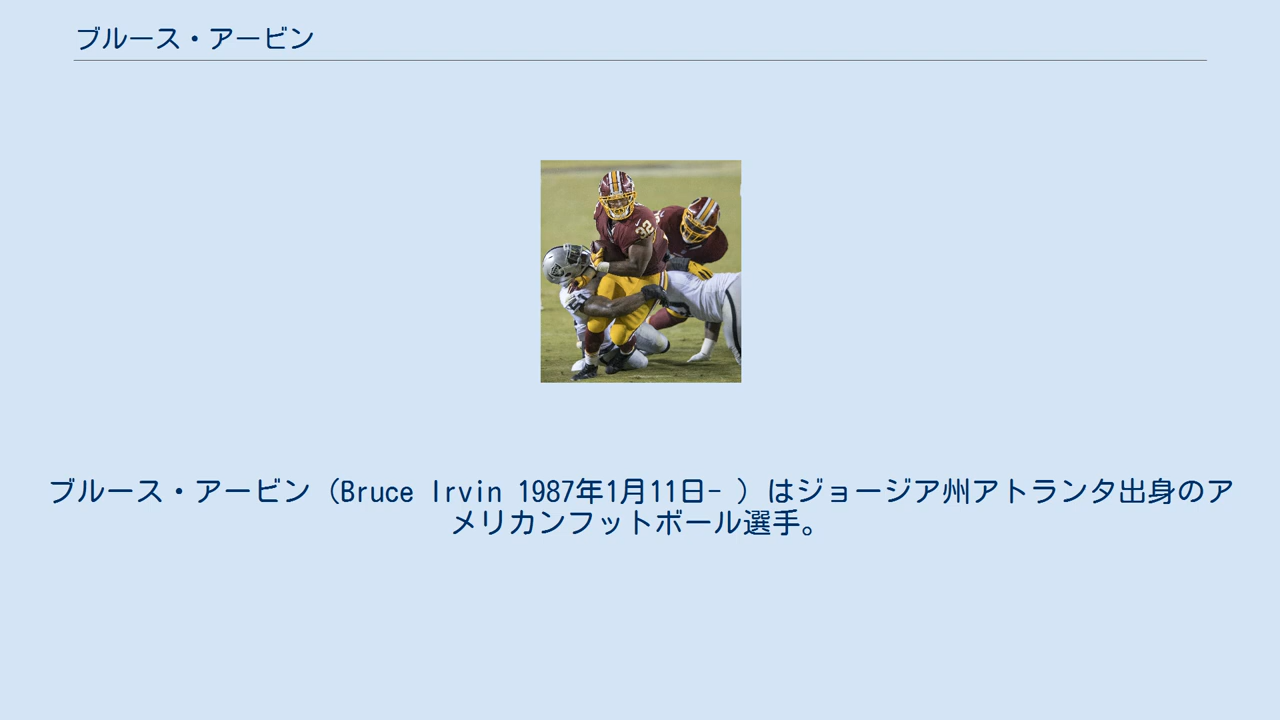 ブルース・アービン
32
51
ブルース・アービン（Bruce Irvin 1987年1月11日- ）はジョージア州アトランタ出身のア
メリカンフットボール選手。